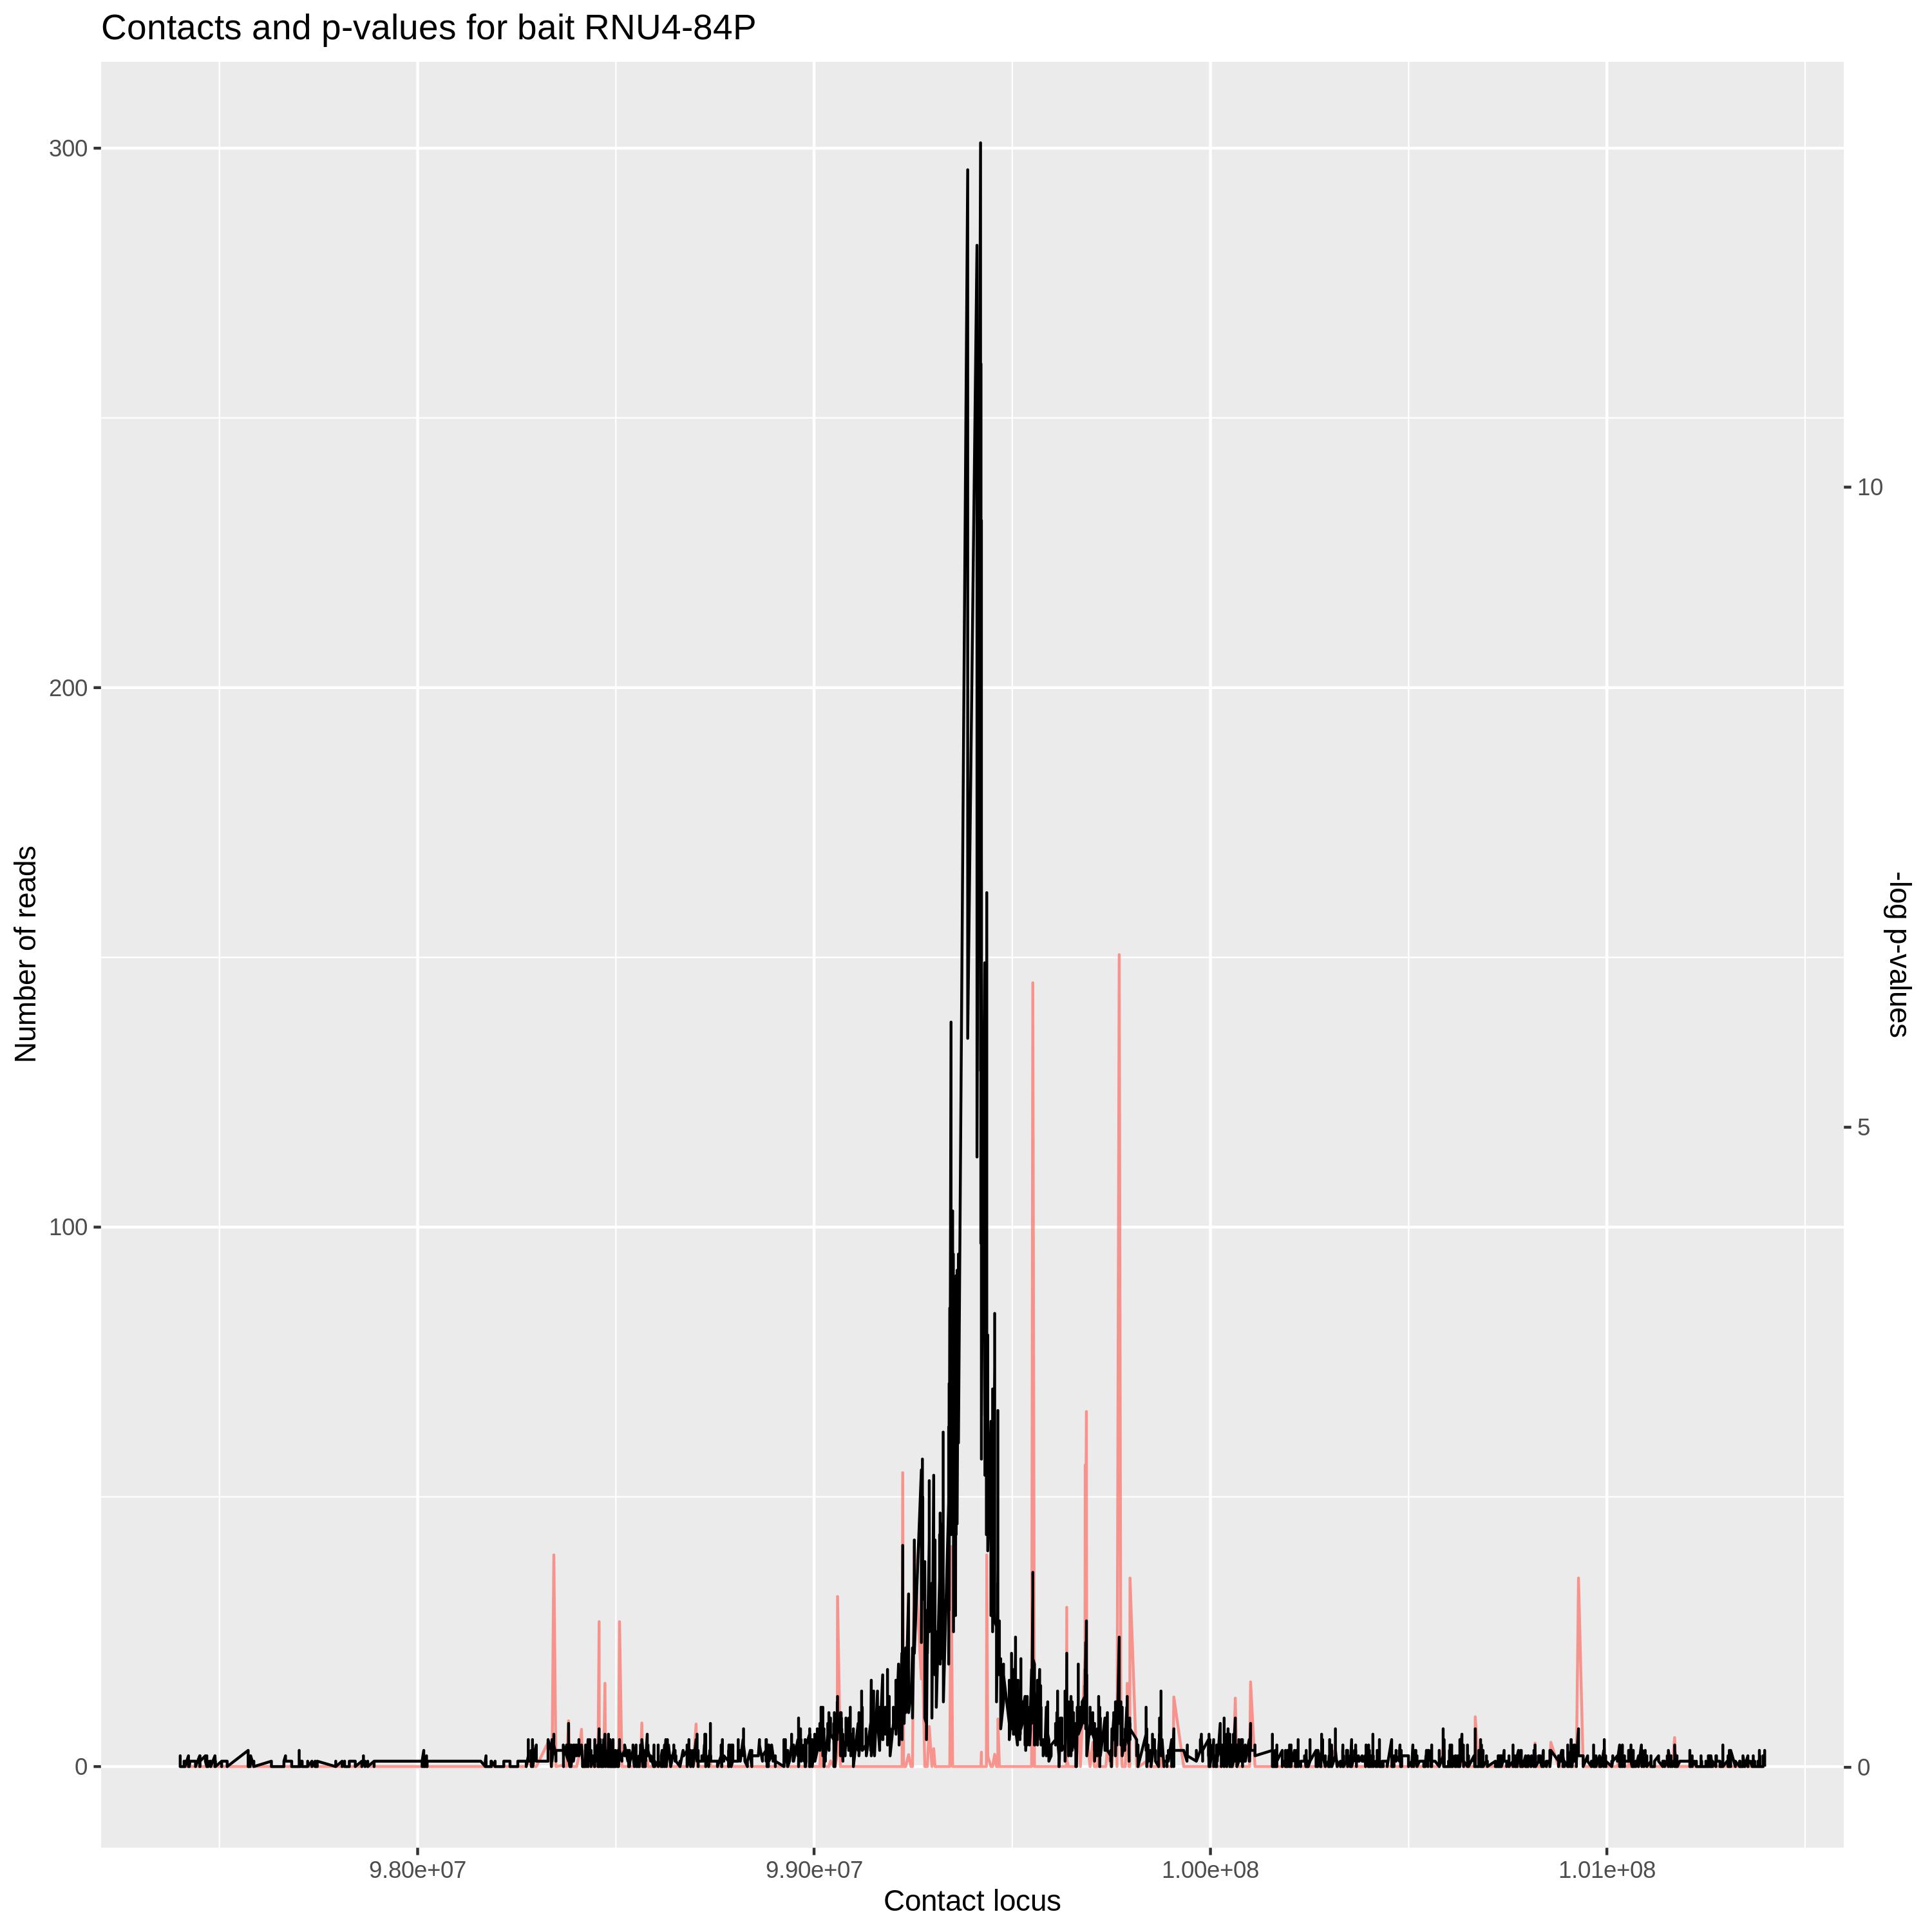 Contacts and p-values for bait RNU4-84P
300
200
100
0
Number of reads
10
5
0
-log p-values
9.80e+07
9.90e+07
1.00e+08
1.01e+08
Contact locus